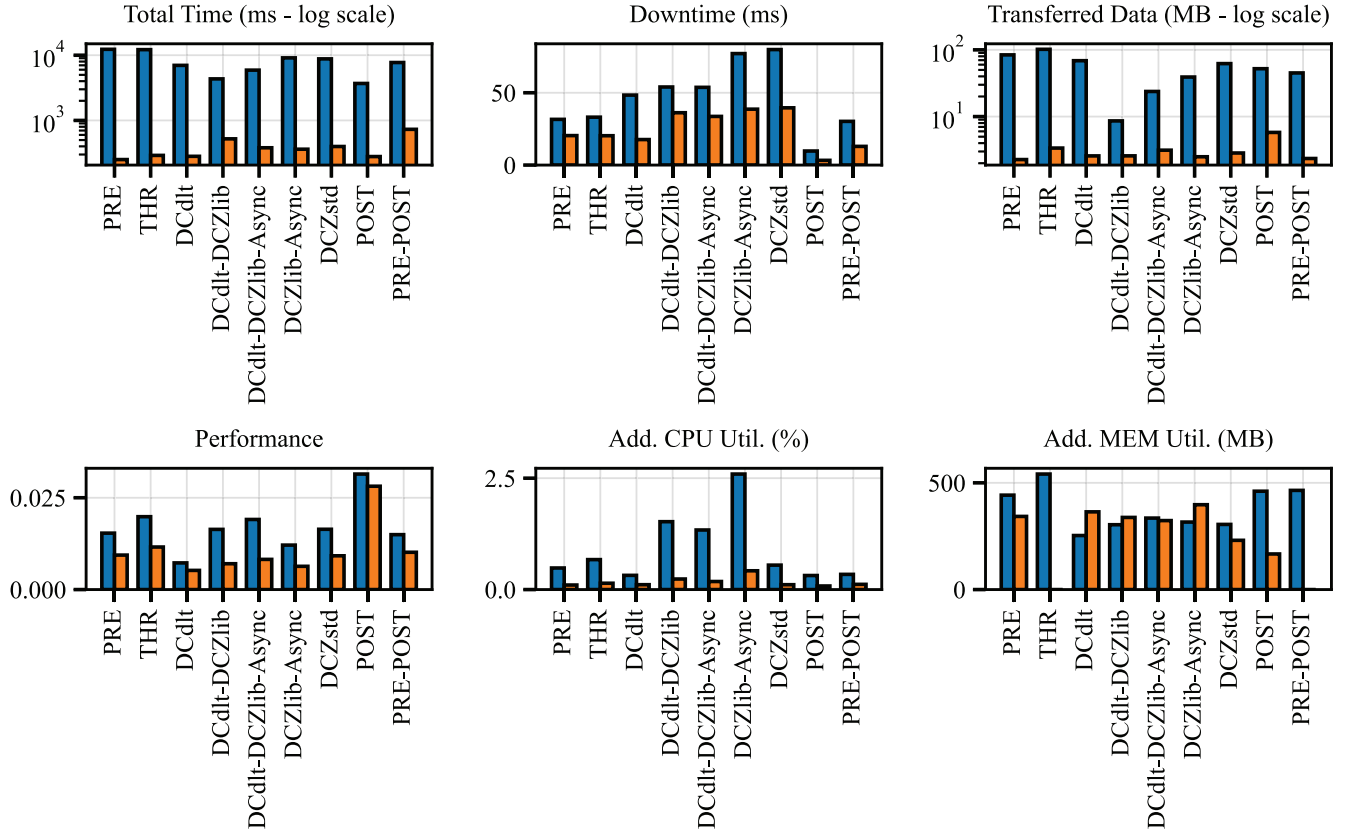 Total Time (ms - log scale)
10^4
10^3
PRE
THR
DCdlt
DCdlt-DCZlib
DCdlt-DCZlib-Async
DCZlib-Async
DCZstd
POST
PRE-POST
Downtime (ms)
50
0
PRE
THR
DCdlt
DCdlt-DCZlib
DCdlt-DCZlib-Async
DCZlib-Async
DCZstd
POST
PRE-POST
Transferred Data (MB - log scale)
10^2
10^1
PRE
THR
DCdlt
DCdlt-DCZlib
DCdlt-DCZlib-Async
DCZlib-Async
DCZstd
POST
PRE-POST
Performance
0.025
0.000
PRE
THR
DCdlt
DCdlt-DCZlib
DCdlt-DCZlib-Async
DCZlib-Async
DCZstd
POST
PRE-POST
Add. CPU Util. (%)
2.5
0.0
PRE
THR
DCdlt
DCdlt-DCZlib
DCdlt-DCZlib-Async
DCZlib-Async
DCZstd
POST
PRE-POST
Add. MEM Util. (MB)
500
0
PRE
THR
DCdlt
DCdlt-DCZlib
DCdlt-DCZlib-Async
DCZlib-Async
DCZstd
POST
PRE-POST